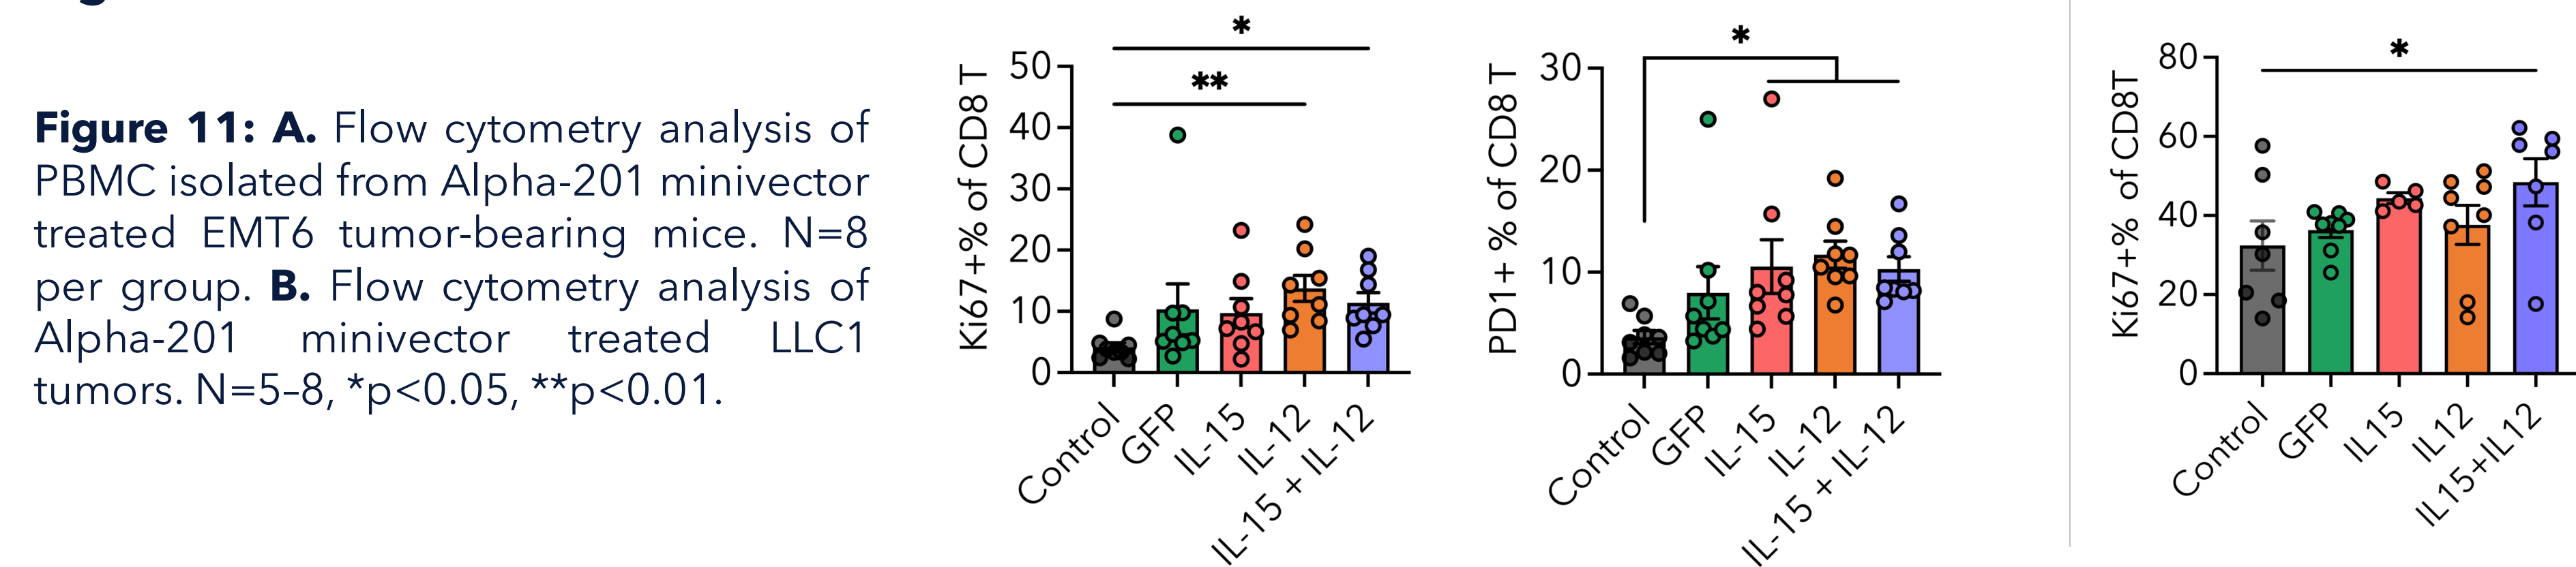 Figure 11: A. Flow cytometry analysis of
PBMC isolated from Alpha-201 minivector
treated EMT6 tumor-bearing mice. N=8
per group. B. Flow cytometry analysis of
Alpha-201 minivector treated LLC1
tumors. N=5–8, *p<0.05, **p<0.01.
Ki67+% of CD8 T
50
40
30
20
10
0
*
**
Control
GFP
IL-15
IL-12
IL-15 + IL-12
PD1+ % of CD8 T
30
20
10
0
*
Control
GFP
IL-15
IL-12
IL-15 + IL-12
Ki67+% of CD8T
80
60
40
20
0
*
Control
GFP
IL15
IL12
IL15+IL12